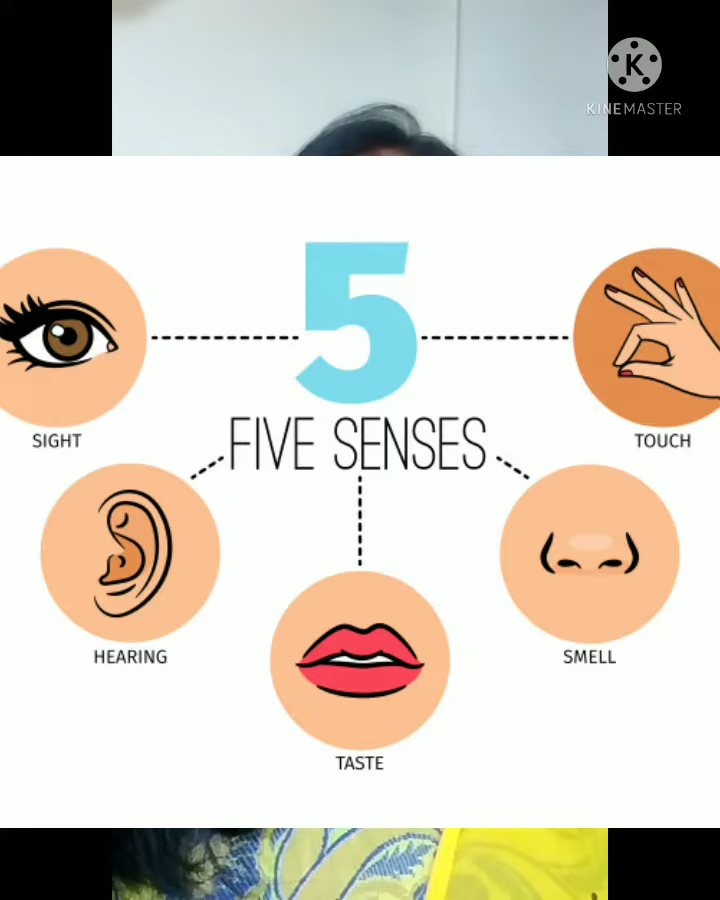 K
KINEMASTER
5
FIVE SENSES
SIGHT
TOUCH
HEARING
SMELL
TASTE